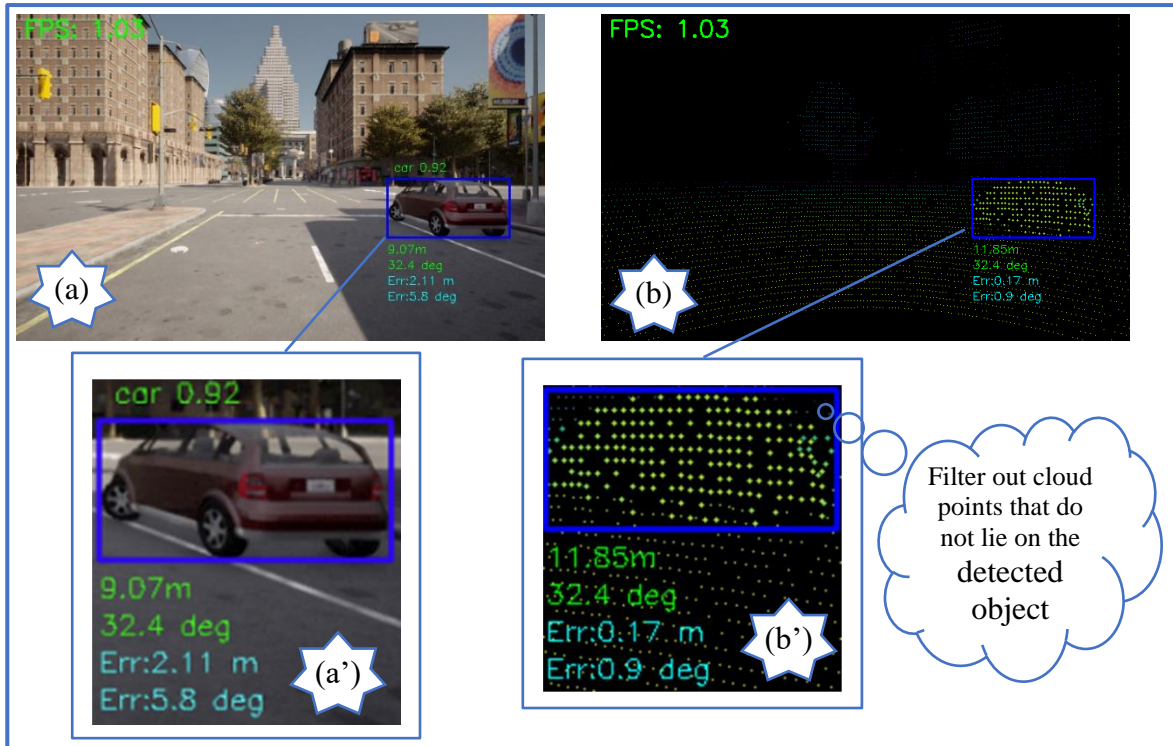 FPS: 1.03
car 0.92
9.07m
32.4 deg
Err:2.11 m
Err:5.8 deg
(a)
FPS: 1.03
11.85m
32.4 deg
Err:0.17 m
Err:0.9 deg
(b)
car 0.92
9.07m
32.4 deg
Err:2.11 m
Err:5.8 deg
(a’)
11.85m
32.4 deg
Err:0.17 m
Err:0.9 deg
(b’)
Filter out cloud
points that do
not lie on the
detected
object
MUSEUM